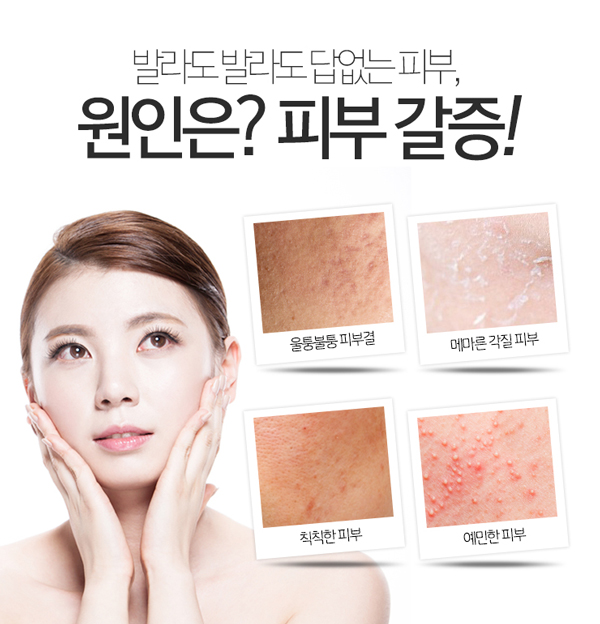 발라도 발라도 답없는 피부,
원인은? 피부 갈증!
울퉁불퉁 피부결
메마른 각질 피부
칙칙한 피부
예민한 피부